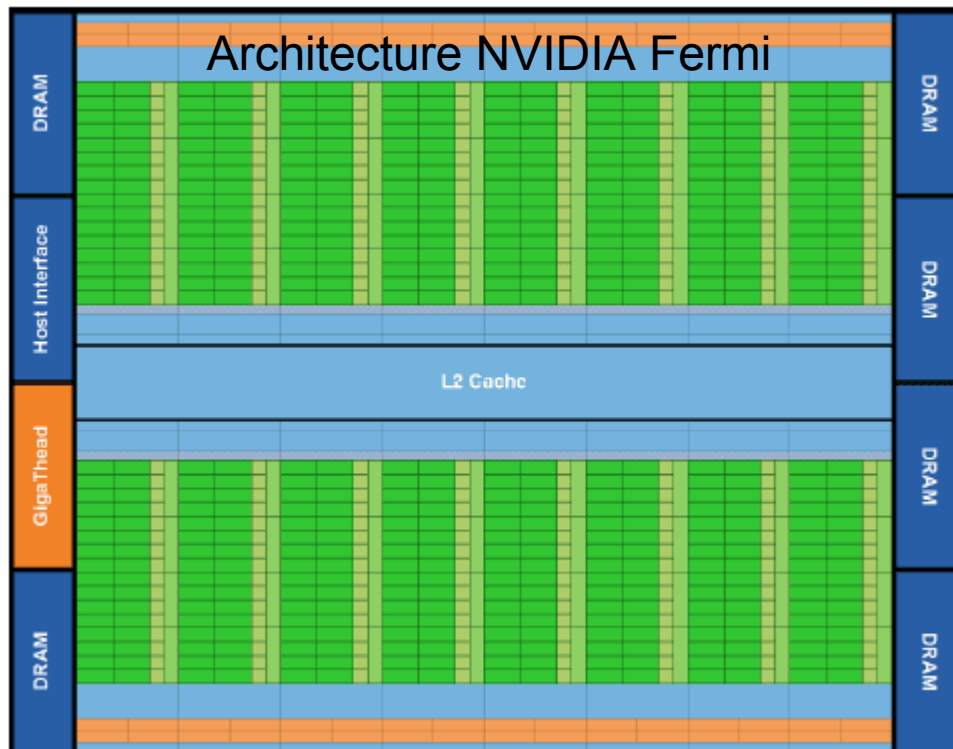 Architecture NVIDIA Fermi
DRAM
Host Interface
GigaThead
DRAM
L2 Cache
DRAM
DRAM
DRAM
DRAM